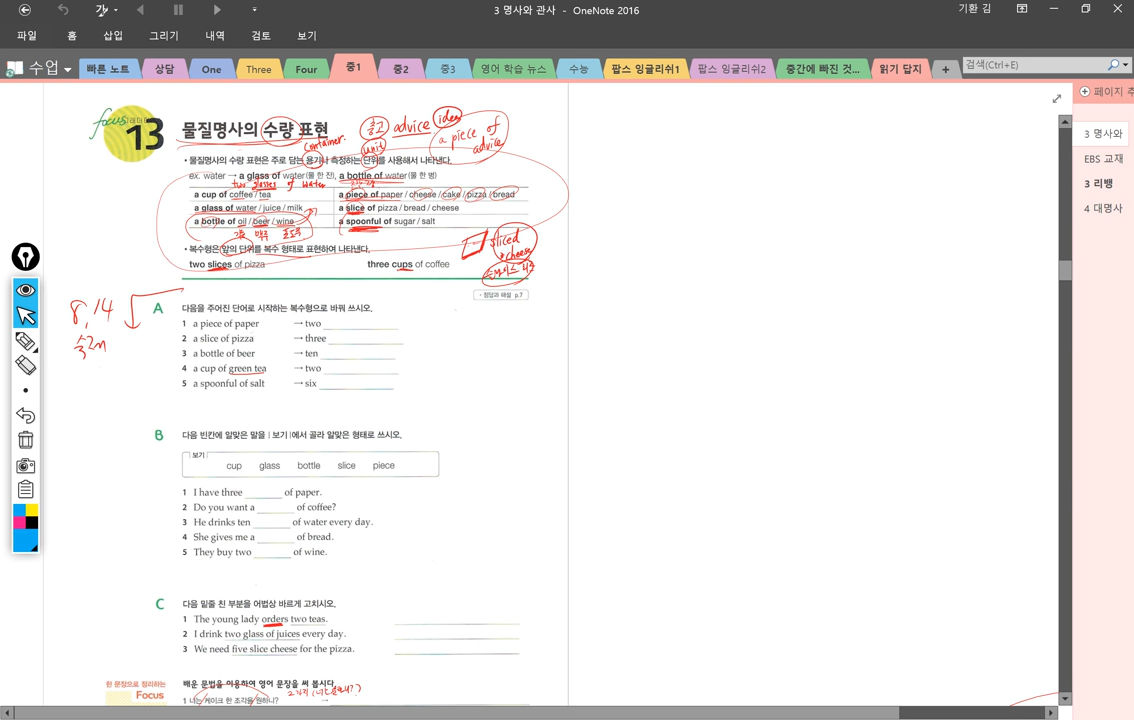 3 명사와 관사 - OneNote 2016
기환 김
파일 홈 삽입 그리기 내역 검토 보기
수업 빠른 노트 상담 One Three Four 중1 중2 중3 영어 학습 뉴스 수능 팝스 잉글리쉬1 팝스 잉글리쉬2 중간에 빠진 것... 읽기 답지 +
검색(Ctrl+E)
페이지 추
3 명사와
EBS 교재
3 리뱅
4 대명사
focus
13
물질명사의 수량 표현
충고 advice idea
container. unit
a piece of advice
• 물질명사의 수량 표현은 주로 담는 용기나 측정하는 단위를 사용해서 나타낸다.
ex. water → a glass of water(물 한 잔), a bottle of water(물 한 병)
two glasses of water
a cup of coffee / tea
a piece of paper / cheese / cake / pizza / bread
a glass of water / juice / milk
a slice of pizza / bread / cheese
a bottle of oil / beer / wine
a spoonful of sugar / salt
기름 맥주 포도주
• 복수형은 앞의 단위를 복수 형태로 표현하여 나타낸다.
two slices of pizza
three cups of coffee
sliced cheese
• 정답과 해설 p.7
8, 14
A 다음을 주어진 단어로 시작하는 복수형으로 바꿔 쓰시오.
1 a piece of paper → two
2 a slice of pizza → three
3 a bottle of beer → ten
4 a cup of green tea → two
5 a spoonful of salt → six
B 다음 빈칸에 알맞은 말을 | 보기 |에서 골라 알맞은 형태로 쓰시오.
보기
cup glass bottle slice piece
1 I have three ______ of paper.
2 Do you want a ______ of coffee?
3 He drinks ten ______ of water every day.
4 She gives me a ______ of bread.
5 They buy two ______ of wine.
C 다음 밑줄 친 부분을 어법상 바르게 고치시오.
1 The young lady orders two teas.
2 I drink two glass of juices every day.
3 We need five slice cheese for the pizza.
한 문장으로 정리하는
Focus
배운 문법을 이용하여 영어 문장을 써 봅시다.
1 너는 케이크 한 조각을 원하니? →